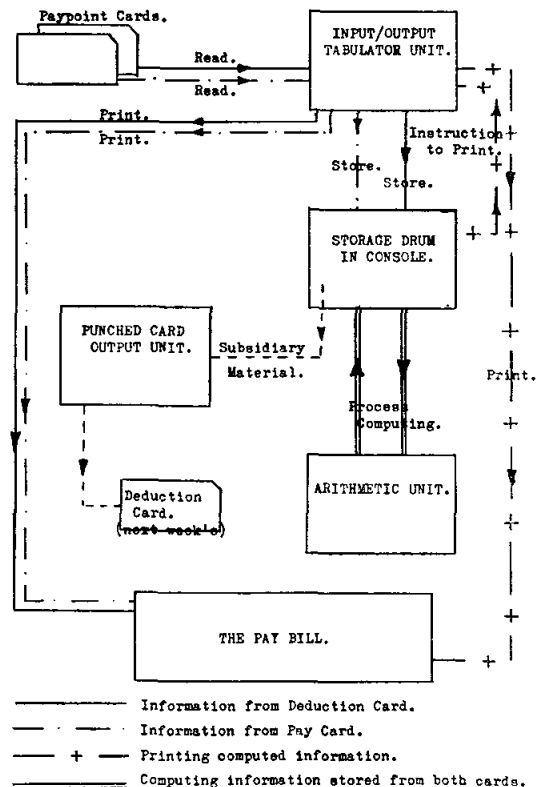 Paypoint Cards.
INPUT/OUTPUT
TABULATOR UNIT.
Read.
Read.
Print.
Print.
Instruction
to Print.
Store.
Store.
STORAGE DRUM
IN CONSOLE.
PUNCHED CARD
OUTPUT UNIT.
Subsidiary
Material.
Print.
Process
Computing.
ARITHMETIC UNIT.
Deduction
Card.
(next week's)
THE PAY BILL.
Information from Deduction Card.
Information from Pay Card.
Printing computed information.
Computing information stored from both cards.